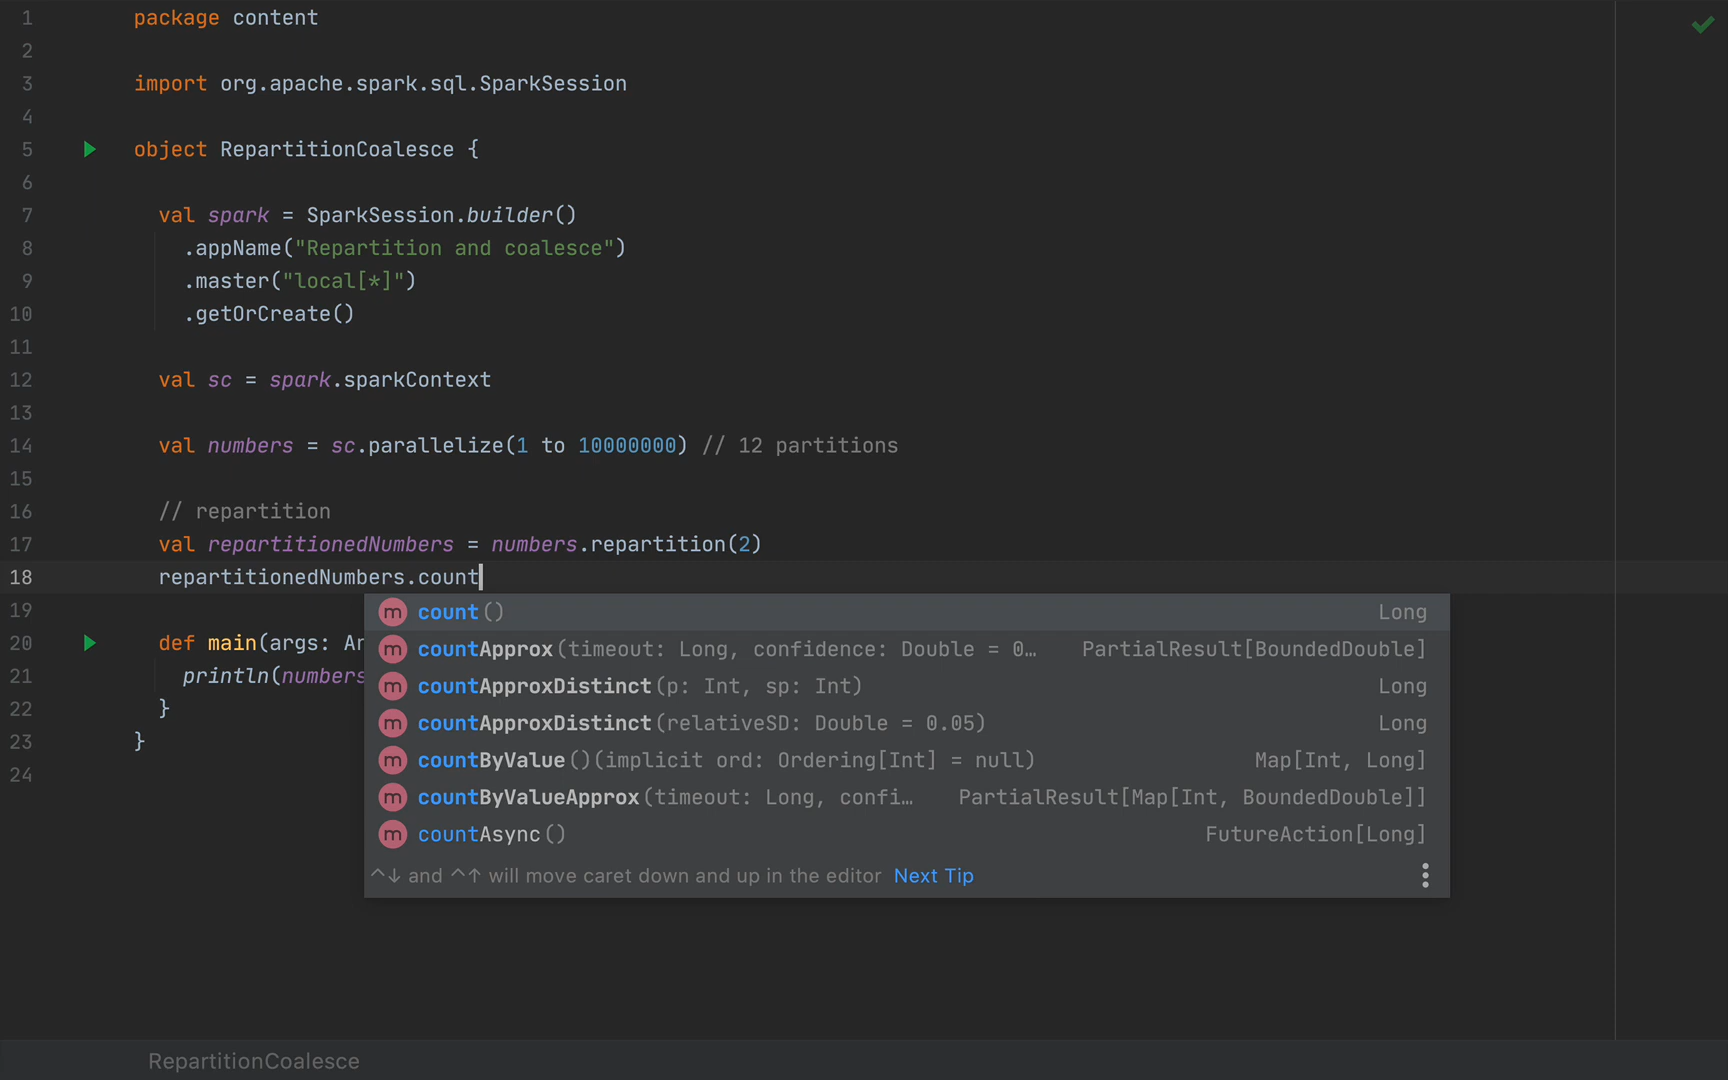 1 package content
2
3 import org.apache.spark.sql.SparkSession
4
5 object RepartitionCoalesce {
6
7 val spark = SparkSession.builder()
8 .appName("Repartition and coalesce")
9 .master("local[*]")
10 .getOrCreate()
11
12 val sc = spark.sparkContext
13
14 val numbers = sc.parallelize(1 to 10000000) // 12 partitions
15
16 // repartition
17 val repartitionedNumbers = numbers.repartition(2)
18 repartitionedNumbers.count
19
20 def main(args: Ar
21 println(numbers
22 }
23 }
24
m count() Long
m countApprox(timeout: Long, confidence: Double = 0… PartialResult[BoundedDouble]
m countApproxDistinct(p: Int, sp: Int) Long
m countApproxDistinct(relativeSD: Double = 0.05) Long
m countByValue()(implicit ord: Ordering[Int] = null) Map[Int, Long]
m countByValueApprox(timeout: Long, confi… PartialResult[Map[Int, BoundedDouble]]
m countAsync() FutureAction[Long]
^↓ and ^↑ will move caret down and up in the editor Next Tip
RepartitionCoalesce